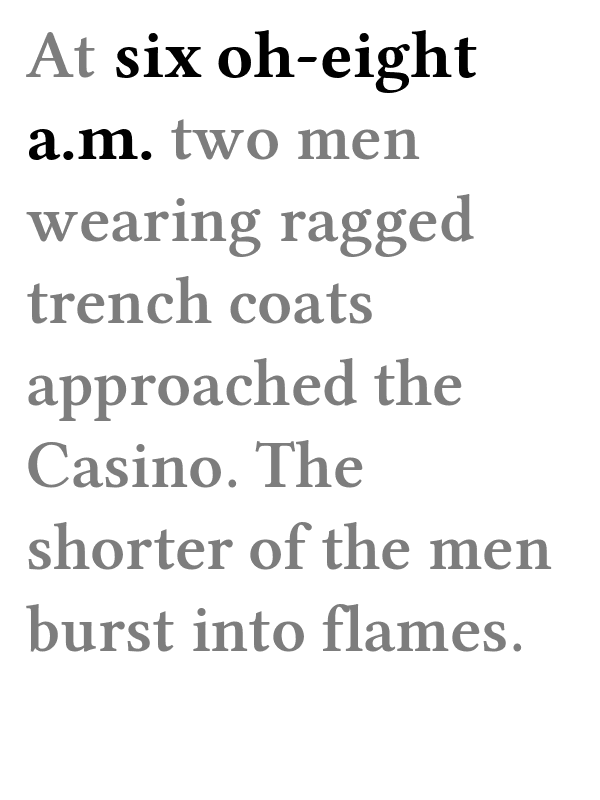 At six oh-eight
a.m. two men
wearing ragged
trench coats
approached the
Casino. The
shorter of the men
burst into flames.